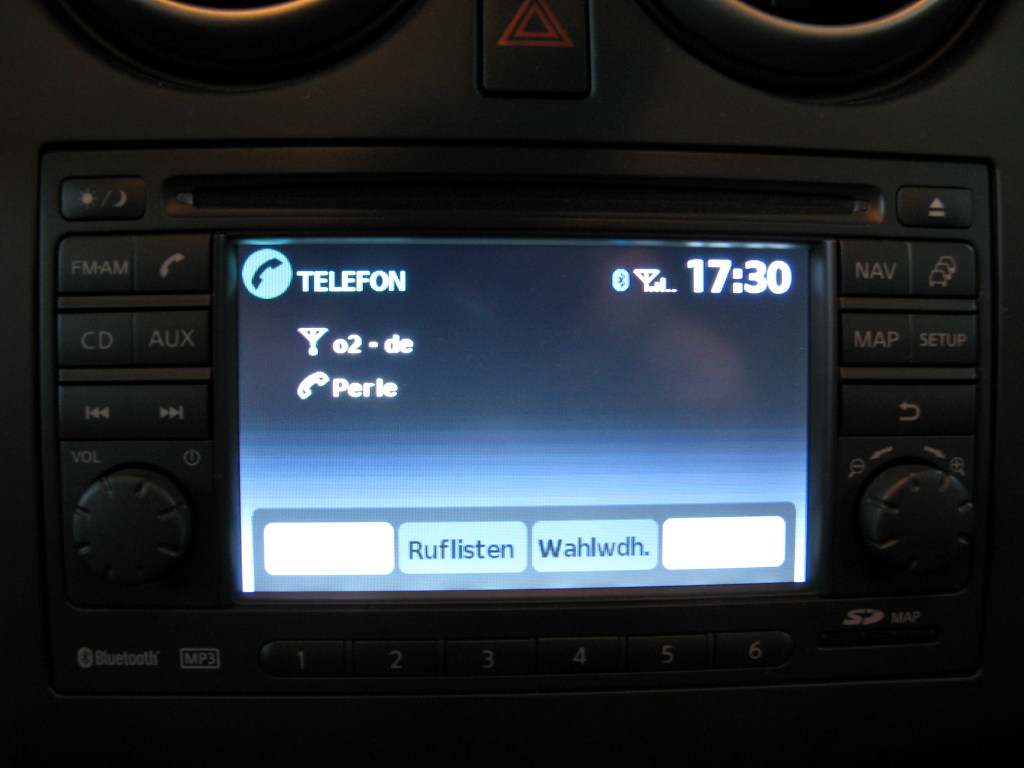 FM·AM
CD AUX
VOL
TELEFON 17:30
o2 - de
Perle
Ruflisten Wahlwdh.
NAV
MAP SETUP
Bluetooth MP3
1 2 3 4 5 6
SD MAP